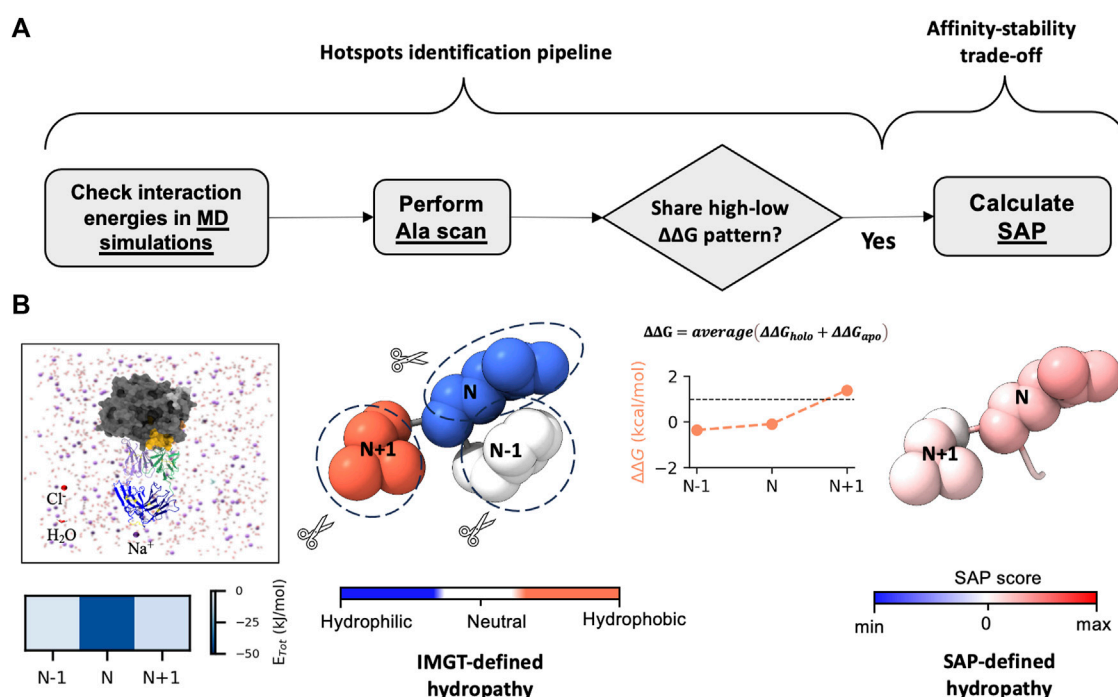 A
Hotspots identification pipeline
Affinity-stability
trade-off
Check interaction
energies in MD
simulations
Perform
Ala scan
Share high-low
ΔΔG pattern?
Yes
Calculate
SAP
B
Cl⁻
H₂O
Na⁺
N
N+1
N-1
ΔΔG = average(ΔΔG_holo + ΔΔG_apo)
ΔΔG (kcal/mol)
2
0
−2
N-1 N N+1
N
N+1
0
−25
−50
E_Tot (kJ/mol)
N-1 N N+1
Hydrophilic Neutral Hydrophobic
IMGT-defined
hydropathy
SAP score
min 0 max
SAP-defined
hydropathy